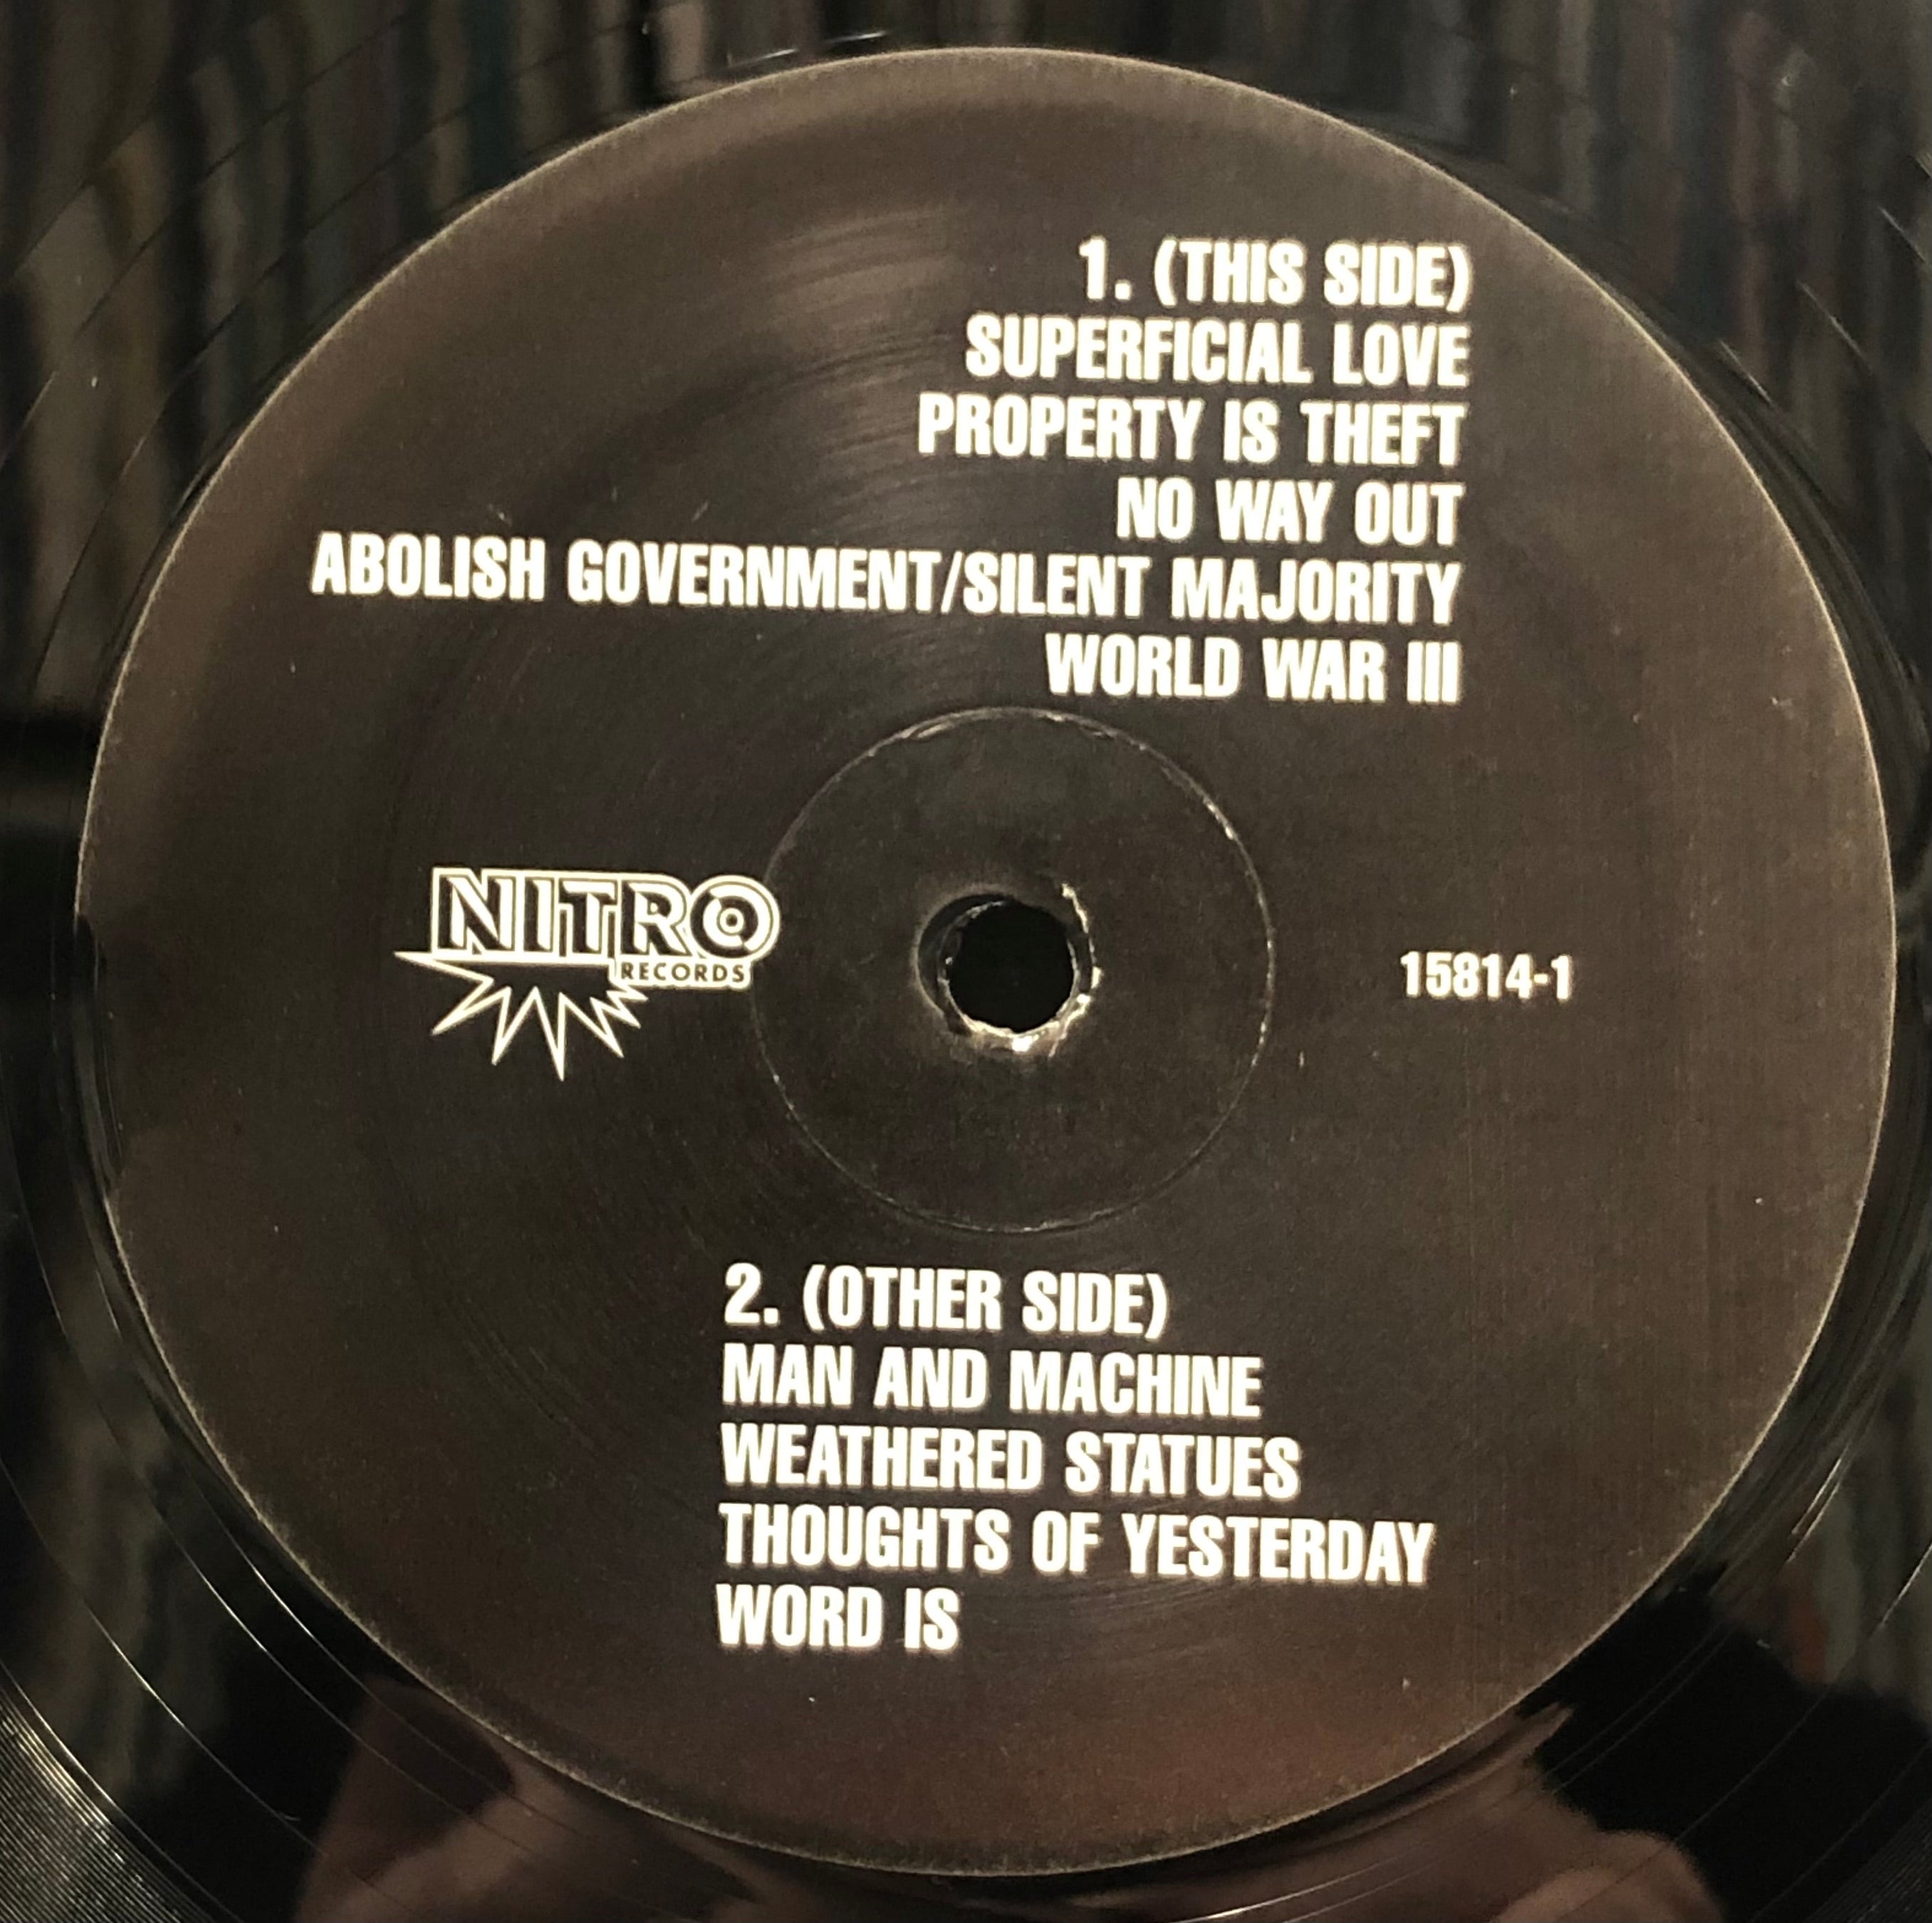 1. (THIS SIDE)
SUPERFICIAL LOVE
PROPERTY IS THEFT
NO WAY OUT
ABOLISH GOVERNMENT/SILENT MAJORITY
WORLD WAR III
NITRO
RECORDS
15814-1
2. (OTHER SIDE)
MAN AND MACHINE
WEATHERED STATUES
THOUGHTS OF YESTERDAY
WORD IS